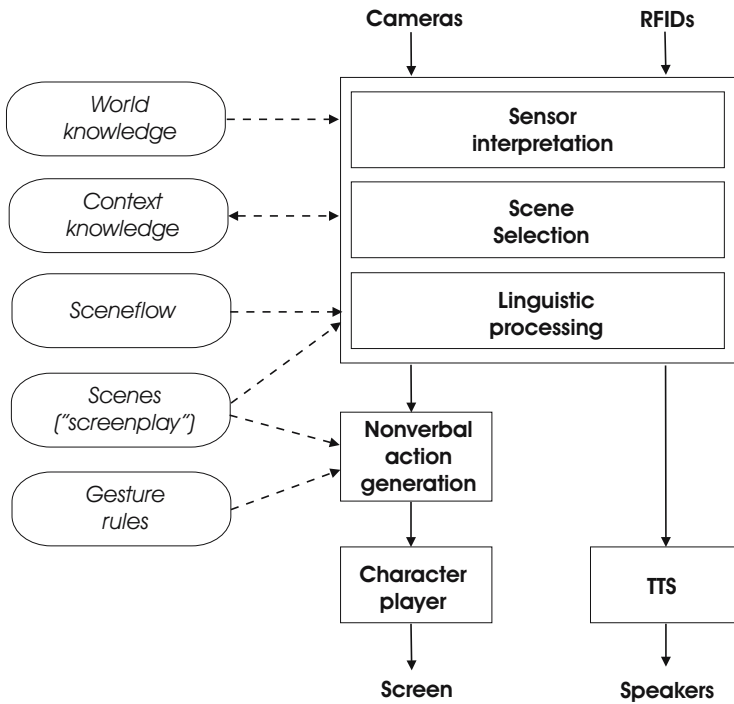 Cameras
RFIDs
World
knowledge
Sensor
interpretation
Context
knowledge
Scene
Selection
Sceneflow
Linguistic
processing
Scenes
("screenplay")
Nonverbal
action
generation
Gesture
rules
Character
player
TTS
Screen
Speakers